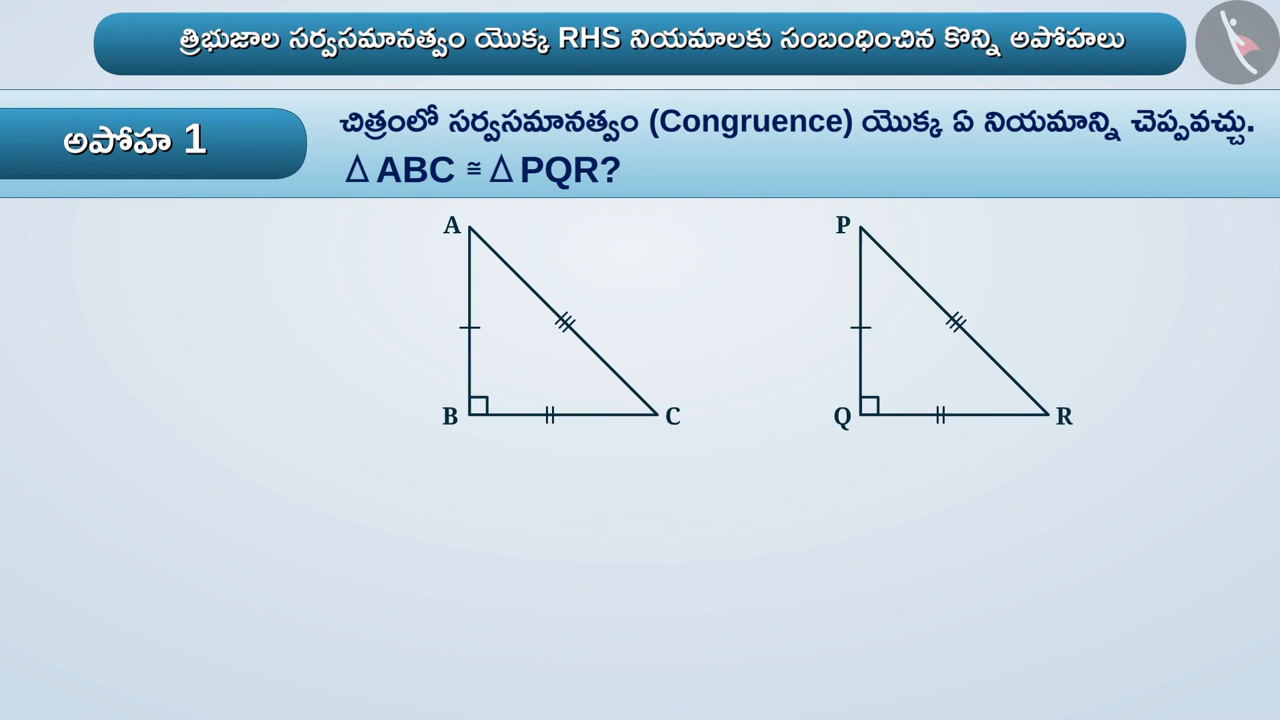 త్రిభుజాల సర్వసమానత్వం యొక్క RHS నియమాలకు సంబంధించిన కొన్ని అపోహలు
అపోహ 1
చిత్రంలో సర్వసమానత్వం (Congruence) యొక్క ఏ నియమాన్ని చెప్పవచ్చు.
Δ ABC ≅ Δ PQR?
A P
B C Q R